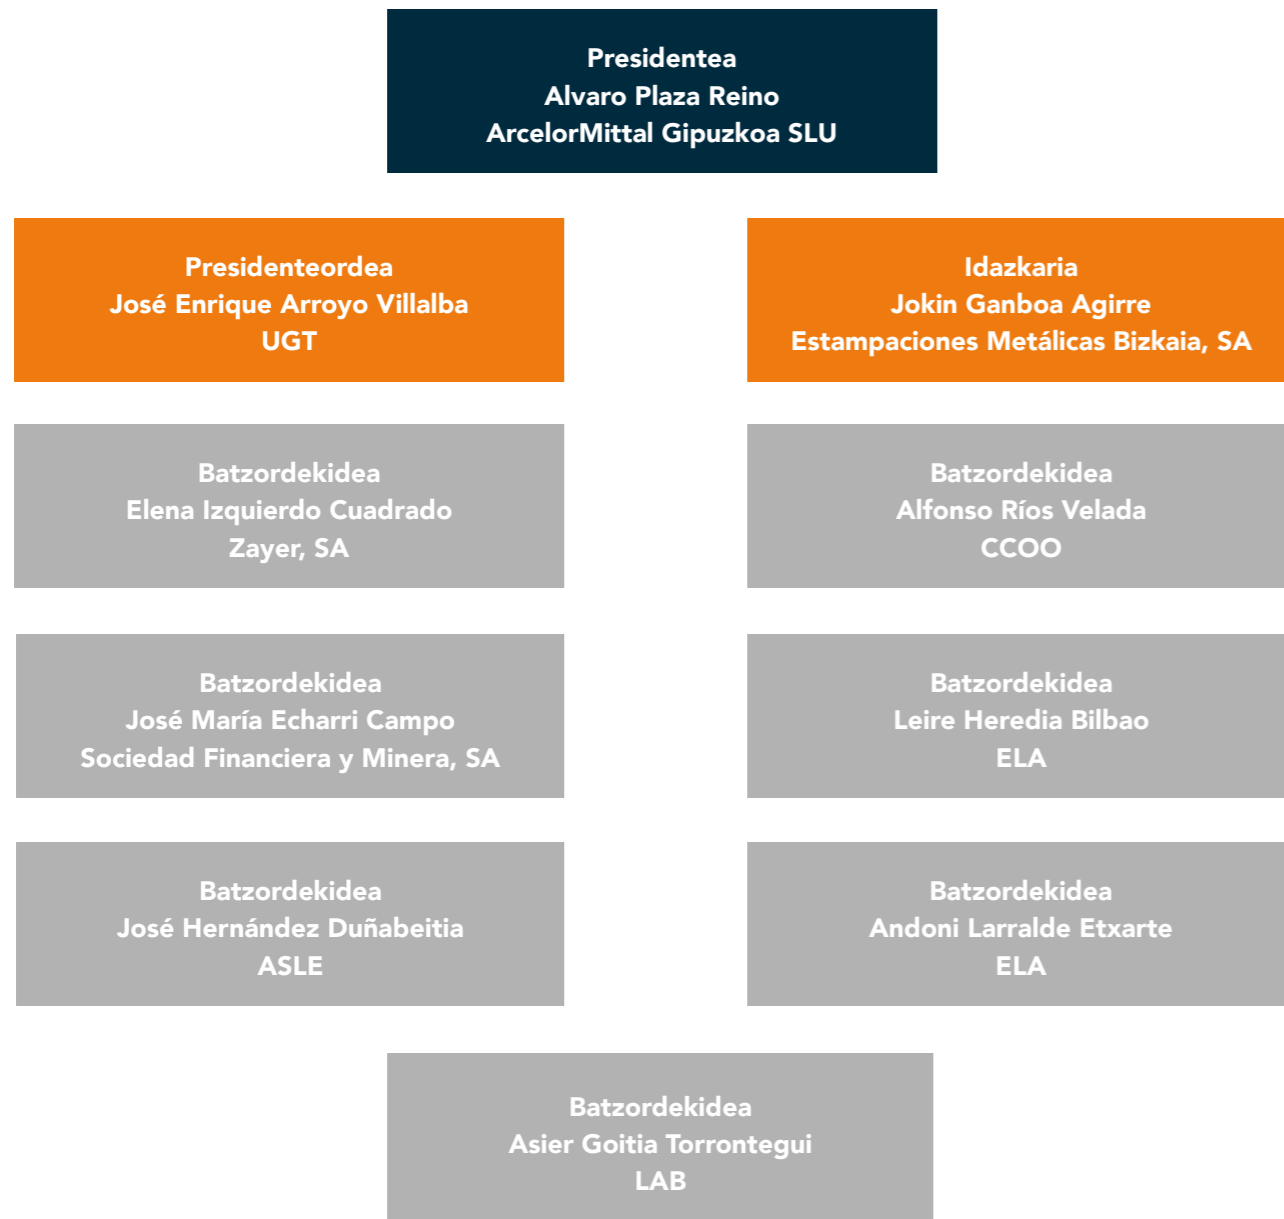 Presidentea
Alvaro Plaza Reino
ArcelorMittal Gipuzkoa SLU
Presidenteordea
José Enrique Arroyo Villalba
UGT
Idazkaria
Jokin Ganboa Agirre
Estampaciones Metálicas Bizkaia, SA
Batzordekidea
Elena Izquierdo Cuadrado
Zayer, SA
Batzordekidea
Alfonso Ríos Velada
CCOO
Batzordekidea
José María Echarri Campo
Sociedad Financiera y Minera, SA
Batzordekidea
Leire Heredia Bilbao
ELA
Batzordekidea
José Hernández Duñabeitia
ASLE
Batzordekidea
Andoni Larralde Etxarte
ELA
Batzordekidea
Asier Goitia Torrontegui
LAB